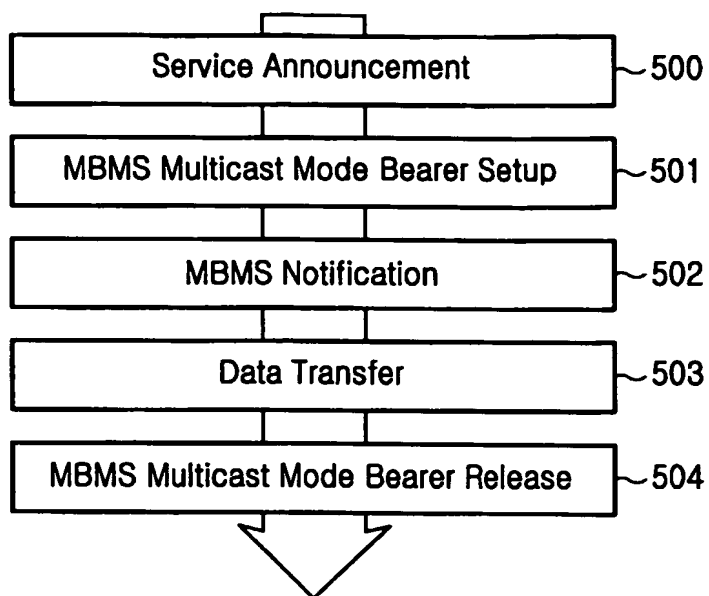 Service Announcement 500
MBMS Multicast Mode Bearer Setup 501
MBMS Notification 502
Data Transfer 503
MBMS Multicast Mode Bearer Release 504